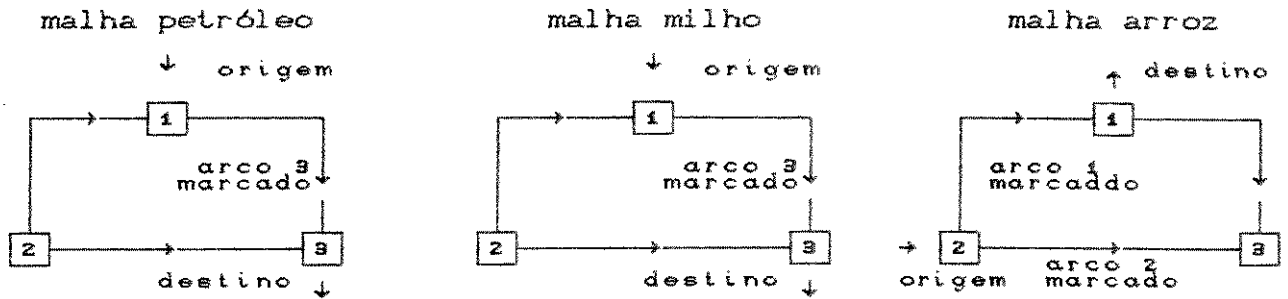 malha petróleo
origem
1
arco 3
marcado
2
3
destino
malha milho
origem
1
arco 3
marcado
2
3
destino
malha arroz
destino
1
arco 1
marcaddo
2
3
origem
arco 2
marcado